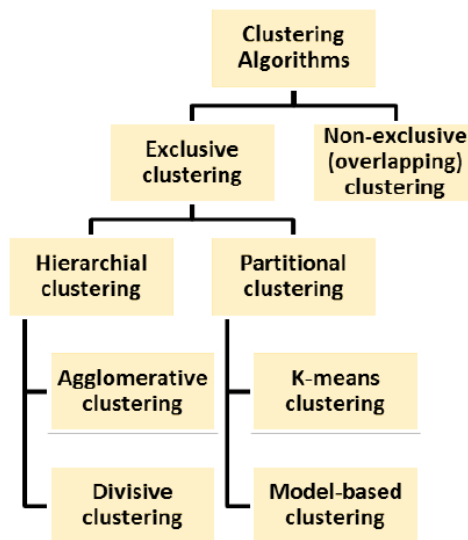 Clustering
Algorithms
Exclusive
clustering
Non-exclusive
(overlapping)
clustering
Hierarchial
clustering
Partitional
clustering
Agglomerative
clustering
K-means
clustering
Divisive
clustering
Model-based
clustering